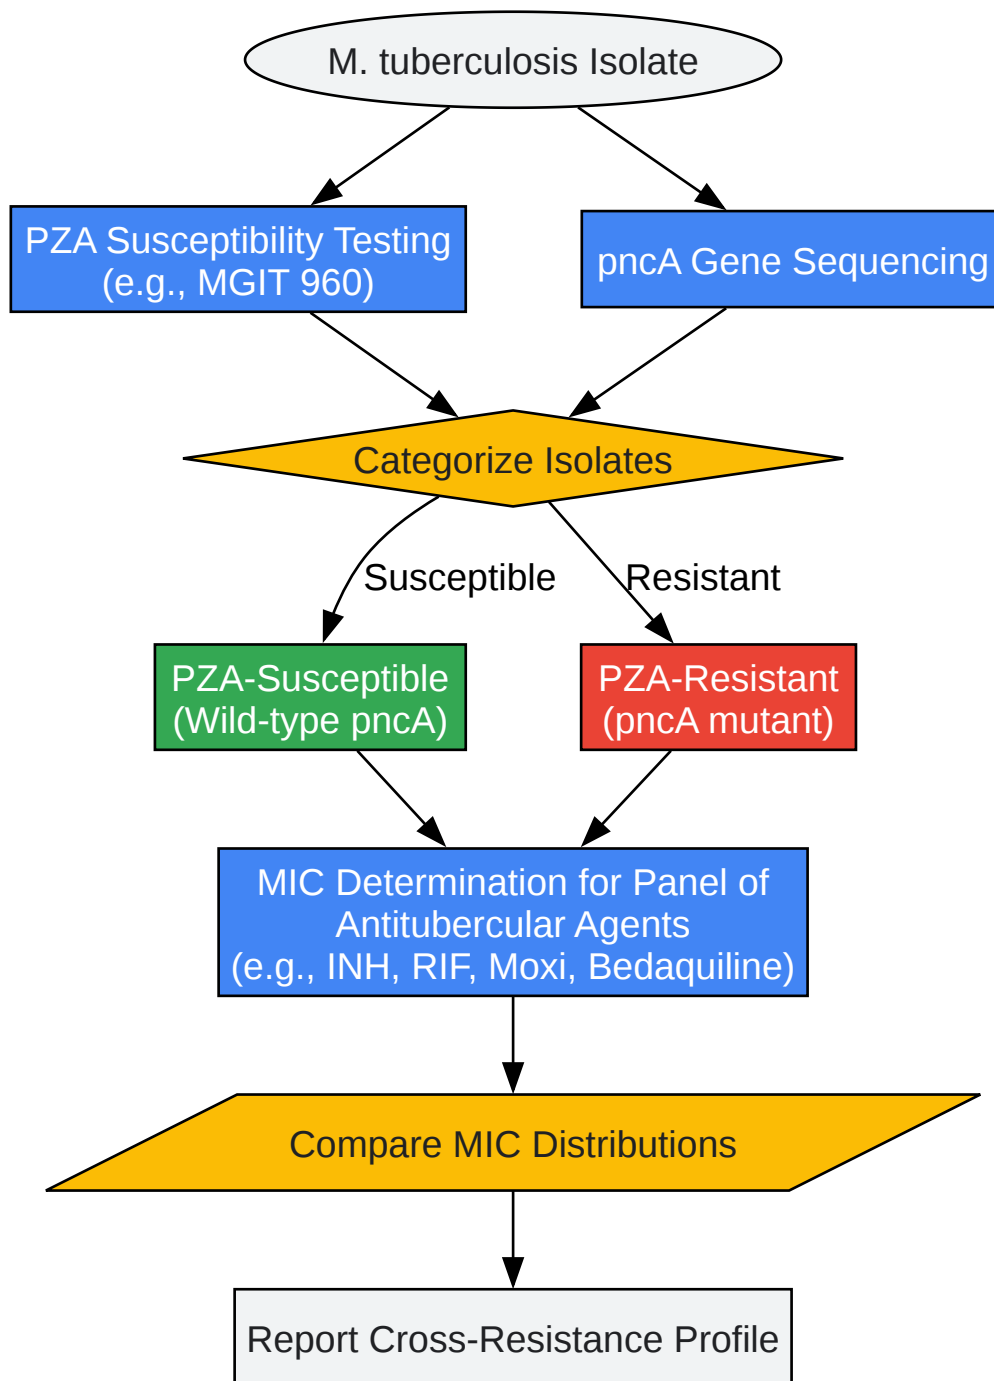 M. tuberculosis Isolate
PZA Susceptibility Testing
(e.g., MGIT 960)
pncA Gene Sequencing
Categorize Isolates
Susceptible
Resistant
PZA-Susceptible
(Wild-type pncA)
PZA-Resistant
(pncA mutant)
MIC Determination for Panel of
Antitubercular Agents
(e.g., INH, RIF, Moxi, Bedaquiline)
Compare MIC Distributions
Report Cross-Resistance Profile